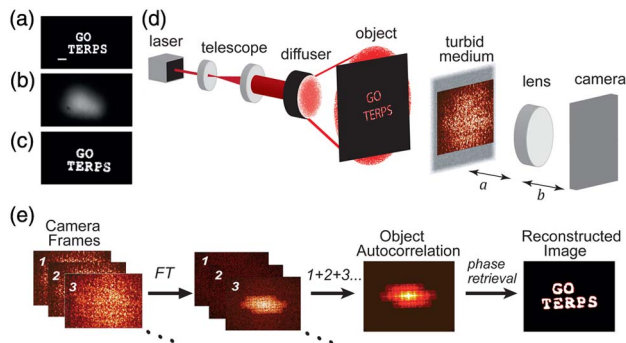 (a)
GO
_ TERPS
(b)
(c)
GO
TERPS
(d)
laser
telescope
diffuser
object
GO
TERPS
turbid
medium
lens
camera
a
b
(e)
Camera
Frames
1
2
3
FT
1
2
3
1+2+3...
Object
Autocorrelation
phase
retrieval
Reconstructed
Image
GO
TERPS